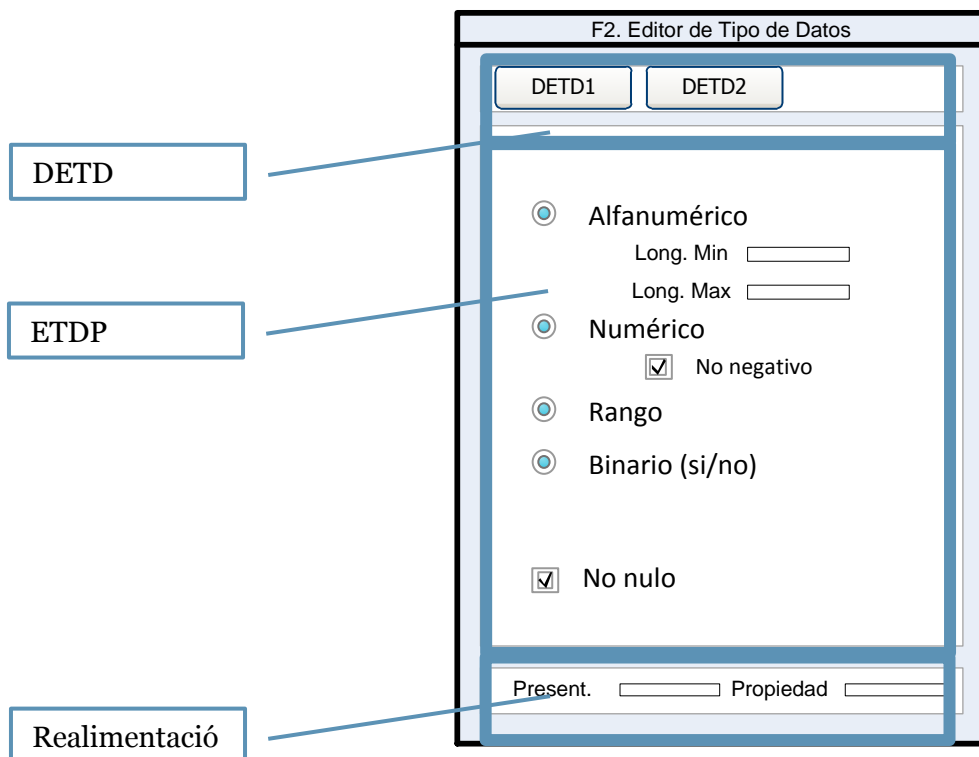 F2. Editor de Tipo de Datos
DETD1 DETD2
DETD
Alfanumérico
Long. Min
Long. Max
ETDP
Numérico
No negativo
Rango
Binario (si/no)
No nulo
Present. Propiedad
Realimentació